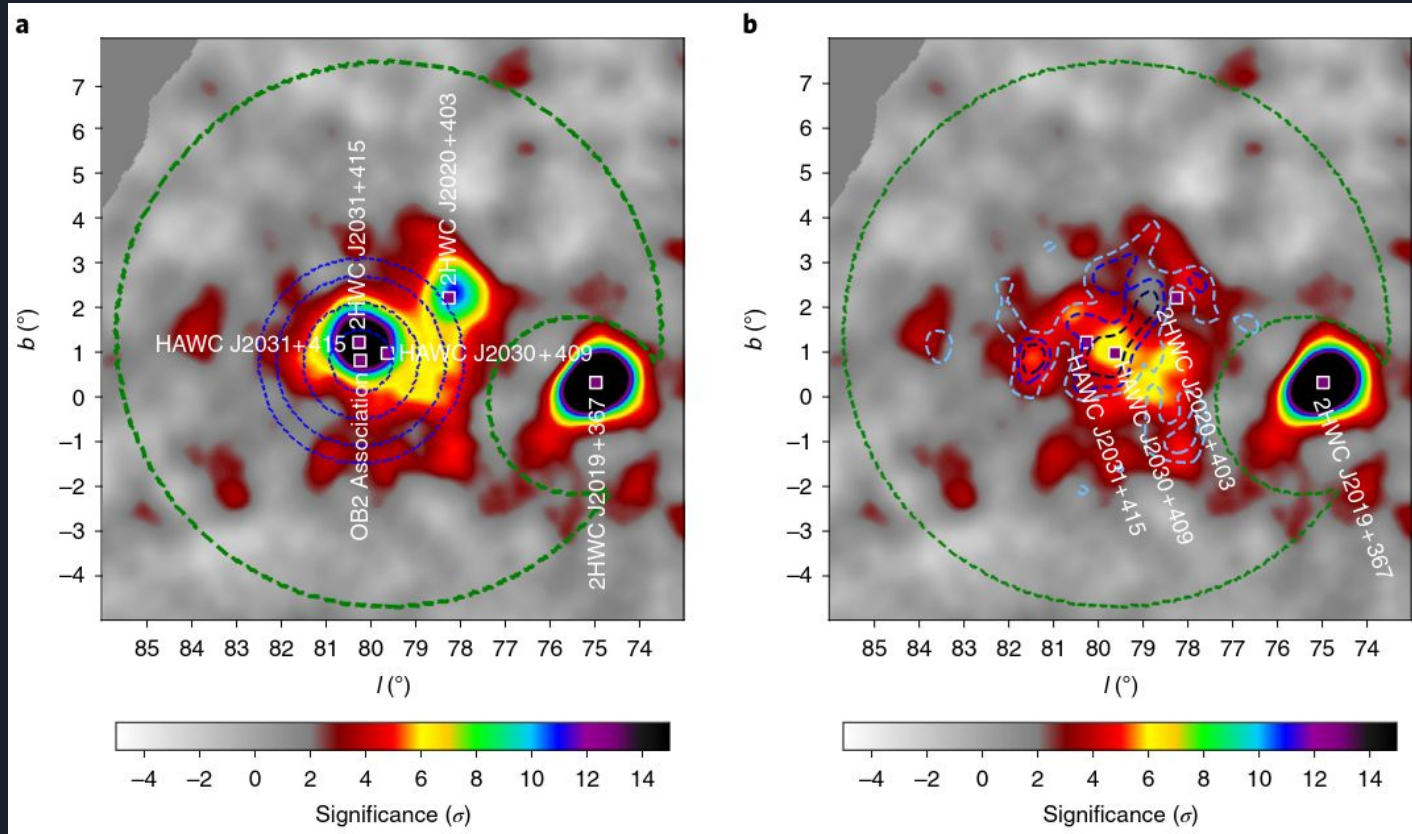 a
b
7
6
5
4
3
2
1
0
–1
–2
–3
–4
b (°)
2HWC J2031+415
2HWC J2020+403
HAWC J2031+415
HAWC J2030+409
OB2 Association
2HWC J2019+367
85 84 83 82 81 80 79 78 77 76 75 74
l (°)
–4 –2 0 2 4 6 8 10 12 14
Significance (σ)
7
6
5
4
3
2
1
0
–1
–2
–3
–4
b (°)
HAWC J2031+415
HAWC J2030+409
2HWC J2020+403
2HWC J2019+367
85 84 83 82 81 80 79 78 77 76 75 74
l (°)
–4 –2 0 2 4 6 8 10 12 14
Significance (σ)